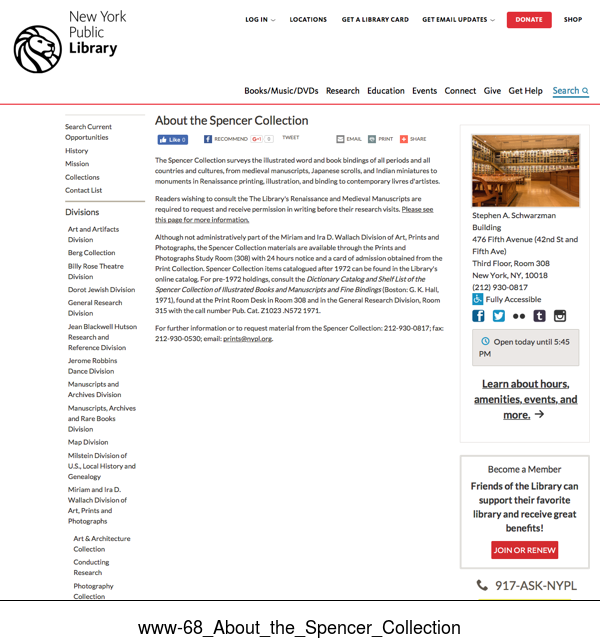 New York
Public
Library
LOG IN
LOCATIONS
GET A LIBRARY CARD
GET EMAIL UPDATES
DONATE
SHOP
Books/Music/DVDs
Research
Education
Events
Connect
Give
Get Help
Search
Search Current
Opportunities
History
Mission
Collections
Contact List
Divisions
Art and Artifacts
Division
Berg Collection
Billy Rose Theatre
Division
Dorot Jewish Division
General Research
Division
Jean Blackwell Hutson
Research and
Reference Division
Jerome Robbins
Dance Division
Manuscripts and
Archives Division
Manuscripts, Archives
and Rare Books
Division
Map Division
Milstein Division of
U.S., Local History and
Genealogy
Miriam and Ira D.
Wallach Division of
Art, Prints and
Photographs
Art & Architecture
Collection
Conducting
Research
Photography
Collection
About the Spencer Collection
Like 0
RECOMMEND
G+1 0
TWEET
EMAIL
PRINT
SHARE
The Spencer Collection surveys the illustrated word and book bindings of all periods and all
countries and cultures, from medieval manuscripts, Japanese scrolls, and Indian miniatures to
monuments in Renaissance printing, illustration, and binding to contemporary livres d'artistes.
Readers wishing to consult the The Library's Renaissance and Medieval Manuscripts are
required to request and receive permission in writing before their research visits. Please see
this page for more information.
Although not administratively part of the Miriam and Ira D. Wallach Division of Art, Prints and
Photographs, the Spencer Collection materials are available through the Prints and
Photographs Study Room (308) with 24 hours notice and a card of admission obtained from the
Print Collection. Spencer Collection items catalogued after 1972 can be found in the Library's
online catalog. For pre-1972 holdings, consult the Dictionary Catalog and Shelf List of the
Spencer Collection of Illustrated Books and Manuscripts and Fine Bindings (Boston: G. K. Hall,
1971), found at the Print Room Desk in Room 308 and in the General Research Division, Room
315 with the call number Pub. Cat. Z1023 .N572 1971.
For further information or to request material from the Spencer Collection: 212-930-0817; fax:
212-930-0530; email: prints@nypl.org.
Stephen A. Schwarzman
Building
476 Fifth Avenue (42nd St and
Fifth Ave)
Third Floor, Room 308
New York, NY, 10018
(212) 930-0817
Fully Accessible
Open today until 5:45
PM
Learn about hours,
amenities, events, and
more.
Become a Member
Friends of the Library can
support their favorite
library and receive great
benefits!
JOIN OR RENEW
917-ASK-NYPL
www-68_About_the_Spencer_Collection